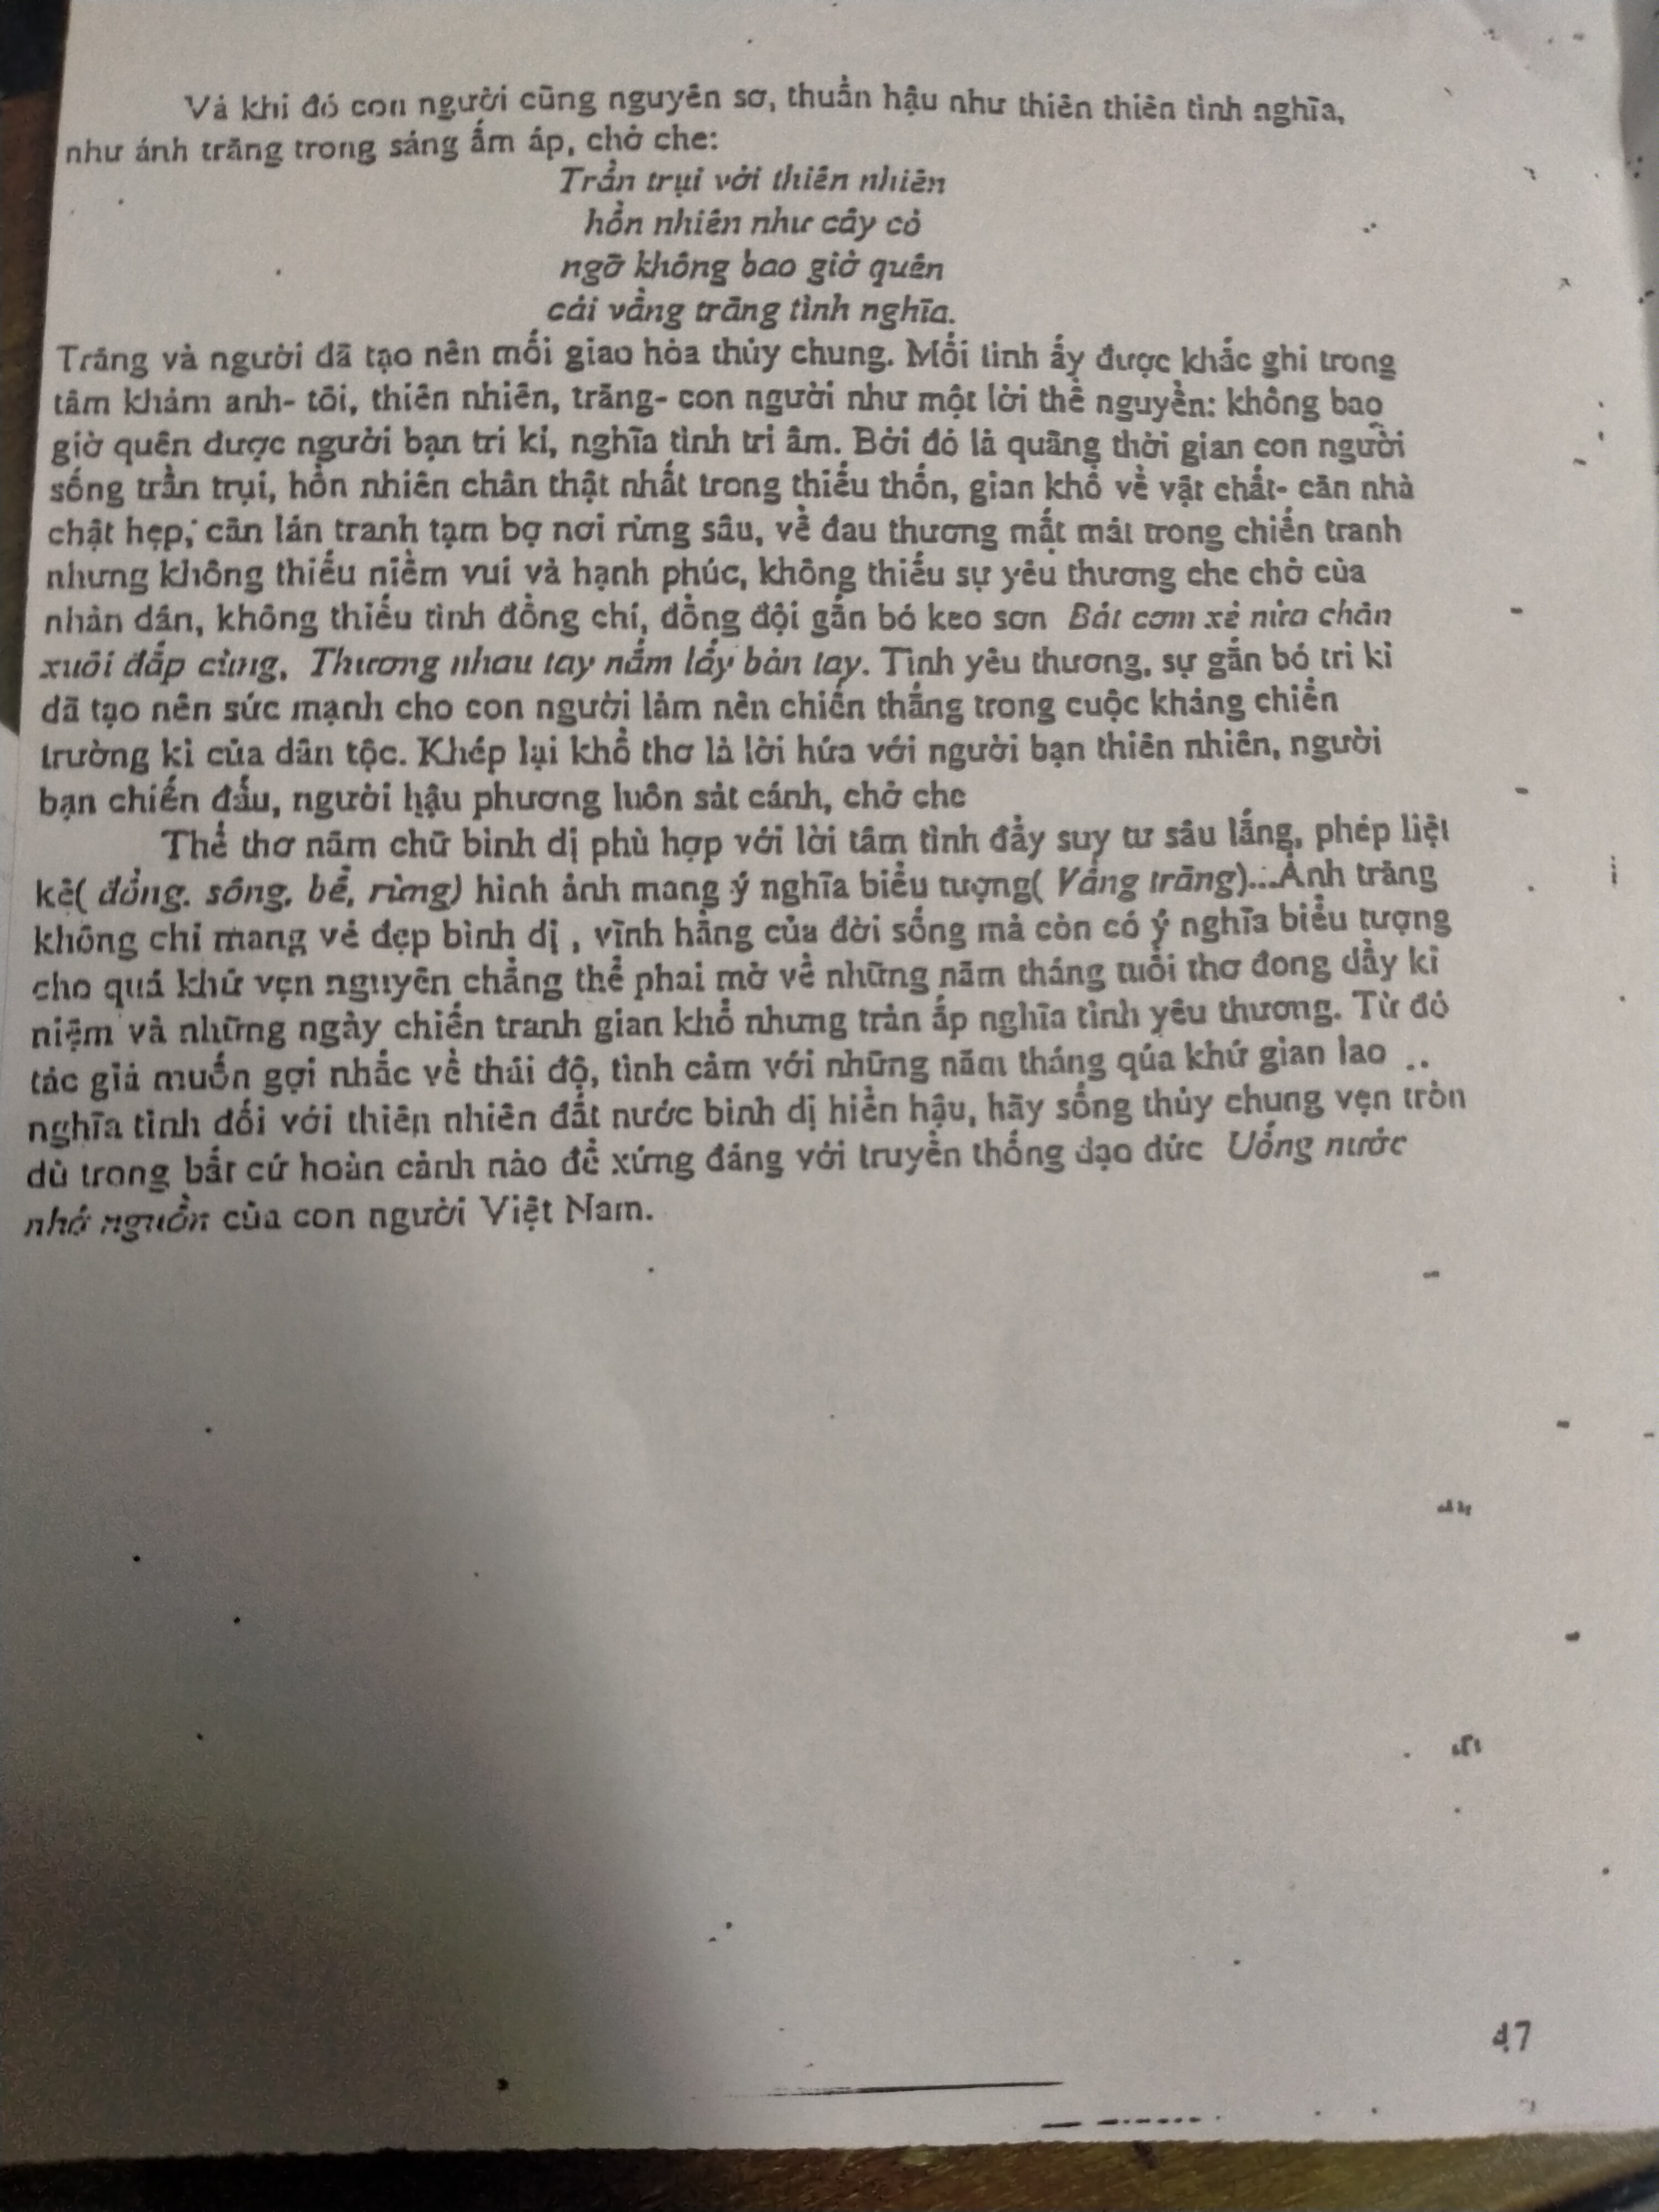 Và khi đó con người cũng nguyên sơ, thuần hậu như thiên thiên tình nghĩa,
như ánh trăng trong sáng ấm áp, chở che:
Trần trụi với thiên nhiên
hồn nhiên như cây cỏ
ngỡ không bao giờ quên
cái vầng trăng tình nghĩa.
Trăng và người đã tạo nên mối giao hòa thủy chung. Mối tình ấy được khắc ghi trong
tâm khảm anh- tôi, thiên nhiên, trăng- con người như một lời thề nguyền: không bao
giờ quên được người bạn tri kỉ, nghĩa tình tri âm. Bởi đó là quãng thời gian con người
sống trần trụi, hồn nhiên chân thật nhất trong thiếu thốn, gian khổ về vật chất- căn nhà
chật hẹp; căn lán tranh tạm bợ nơi rừng sâu, về đau thương mất mát trong chiến tranh
nhưng không thiếu niềm vui và hạnh phúc, không thiếu sự yêu thương che chở của
nhân dân, không thiếu tình đồng chí, đồng đội gắn bó keo sơn Bát cơm xẻ nửa chăn
xuôi đắp cùng, Thương nhau tay nắm lấy bàn tay. Tình yêu thương, sự gắn bó tri kỉ
đã tạo nên sức mạnh cho con người làm nên chiến thắng trong cuộc kháng chiến
trường kì của dân tộc. Khép lại khổ thơ là lời hứa với người bạn thiên nhiên, người
bạn chiến đấu, người hậu phương luôn sát cánh, chở che
Thể thơ năm chữ bình dị phù hợp với lời tâm tình đầy suy tư sâu lắng, phép liệt
kê( đồng, sông, bể, rừng) hình ảnh mang ý nghĩa biểu tượng( Vầng trăng)...Ánh trăng
không chỉ mang vẻ đẹp bình dị , vĩnh hằng của đời sống mà còn có ý nghĩa biểu tượng
cho quá khứ vẹn nguyên chẳng thể phai mờ về những năm tháng tuổi thơ đong đầy kỉ
niệm và những ngày chiến tranh gian khổ nhưng tràn ắp nghĩa tình yêu thương. Từ đó
tác giả muốn gợi nhắc về thái độ, tình cảm với những năm tháng qúa khứ gian lao ..
nghĩa tình đối với thiên nhiên đất nước bình dị hiền hậu, hãy sống thủy chung vẹn tròn
dù trong bất cứ hoàn cảnh nào để xứng đáng với truyền thống đạo đức Uống nước
nhớ nguồn của con người Việt Nam.
47